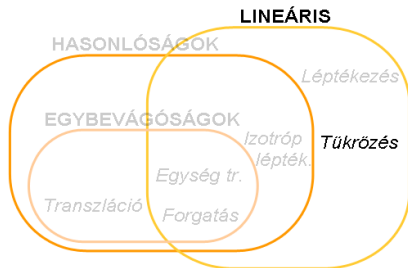 LINEÁRIS
HASONLÓSÁGOK
Léptékezés
EGYBEVÁGÓSÁGOK
Izotróp
lépték.
Tükrözés
Egység tr.
Transzláció
Forgatás